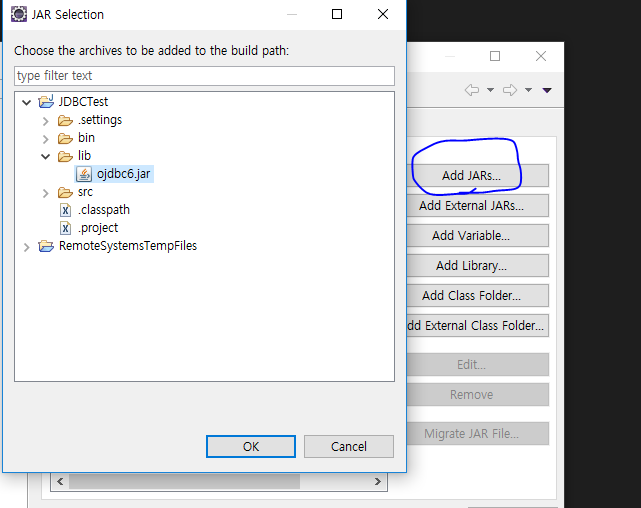 JAR Selection
Choose the archives to be added to the build path:
type filter text
JDBCTest
.settings
bin
lib
ojdbc6.jar
src
.classpath
.project
RemoteSystemsTempFiles
OK
Cancel
Add JARs...
Add External JARs...
Add Variable...
Add Library...
Add Class Folder...
dd External Class Folder...
Edit...
Remove
Migrate JAR File...